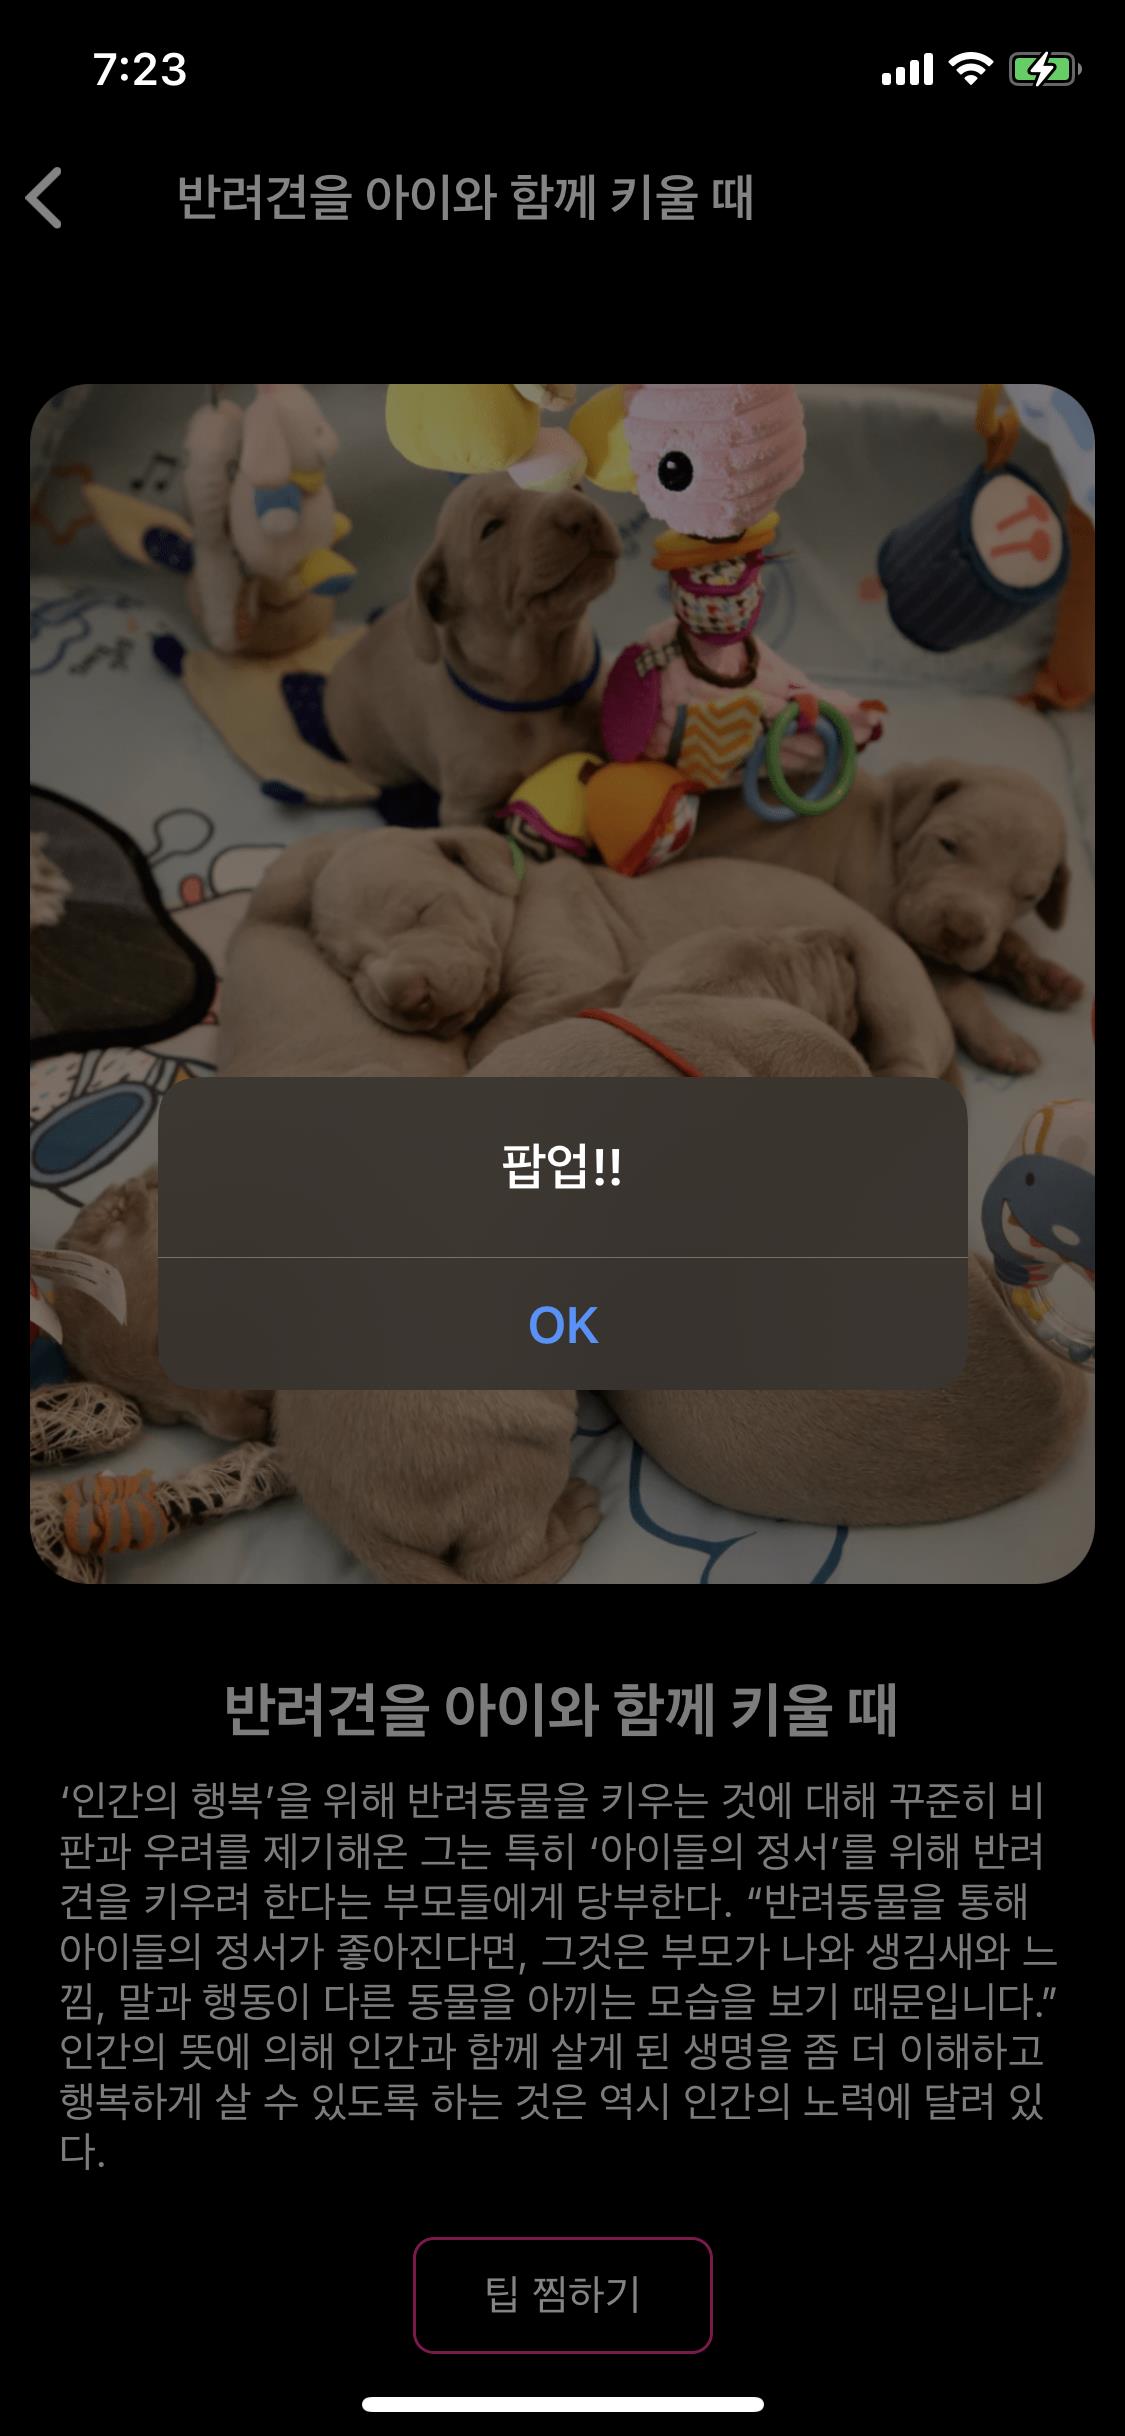 7:23
반려견을 아이와 함께 키울 때
팝업!!
OK
반려견을 아이와 함께 키울 때
‘인간의 행복’을 위해 반려동물을 키우는 것에 대해 꾸준히 비
판과 우려를 제기해온 그는 특히 ‘아이들의 정서’를 위해 반려
견을 키우려 한다는 부모들에게 당부한다. “반려동물을 통해
아이들의 정서가 좋아진다면, 그것은 부모가 나와 생김새와 느
낌, 말과 행동이 다른 동물을 아끼는 모습을 보기 때문입니다.”
인간의 뜻에 의해 인간과 함께 살게 된 생명을 좀 더 이해하고
행복하게 살 수 있도록 하는 것은 역시 인간의 노력에 달려 있
다.
팁 찜하기